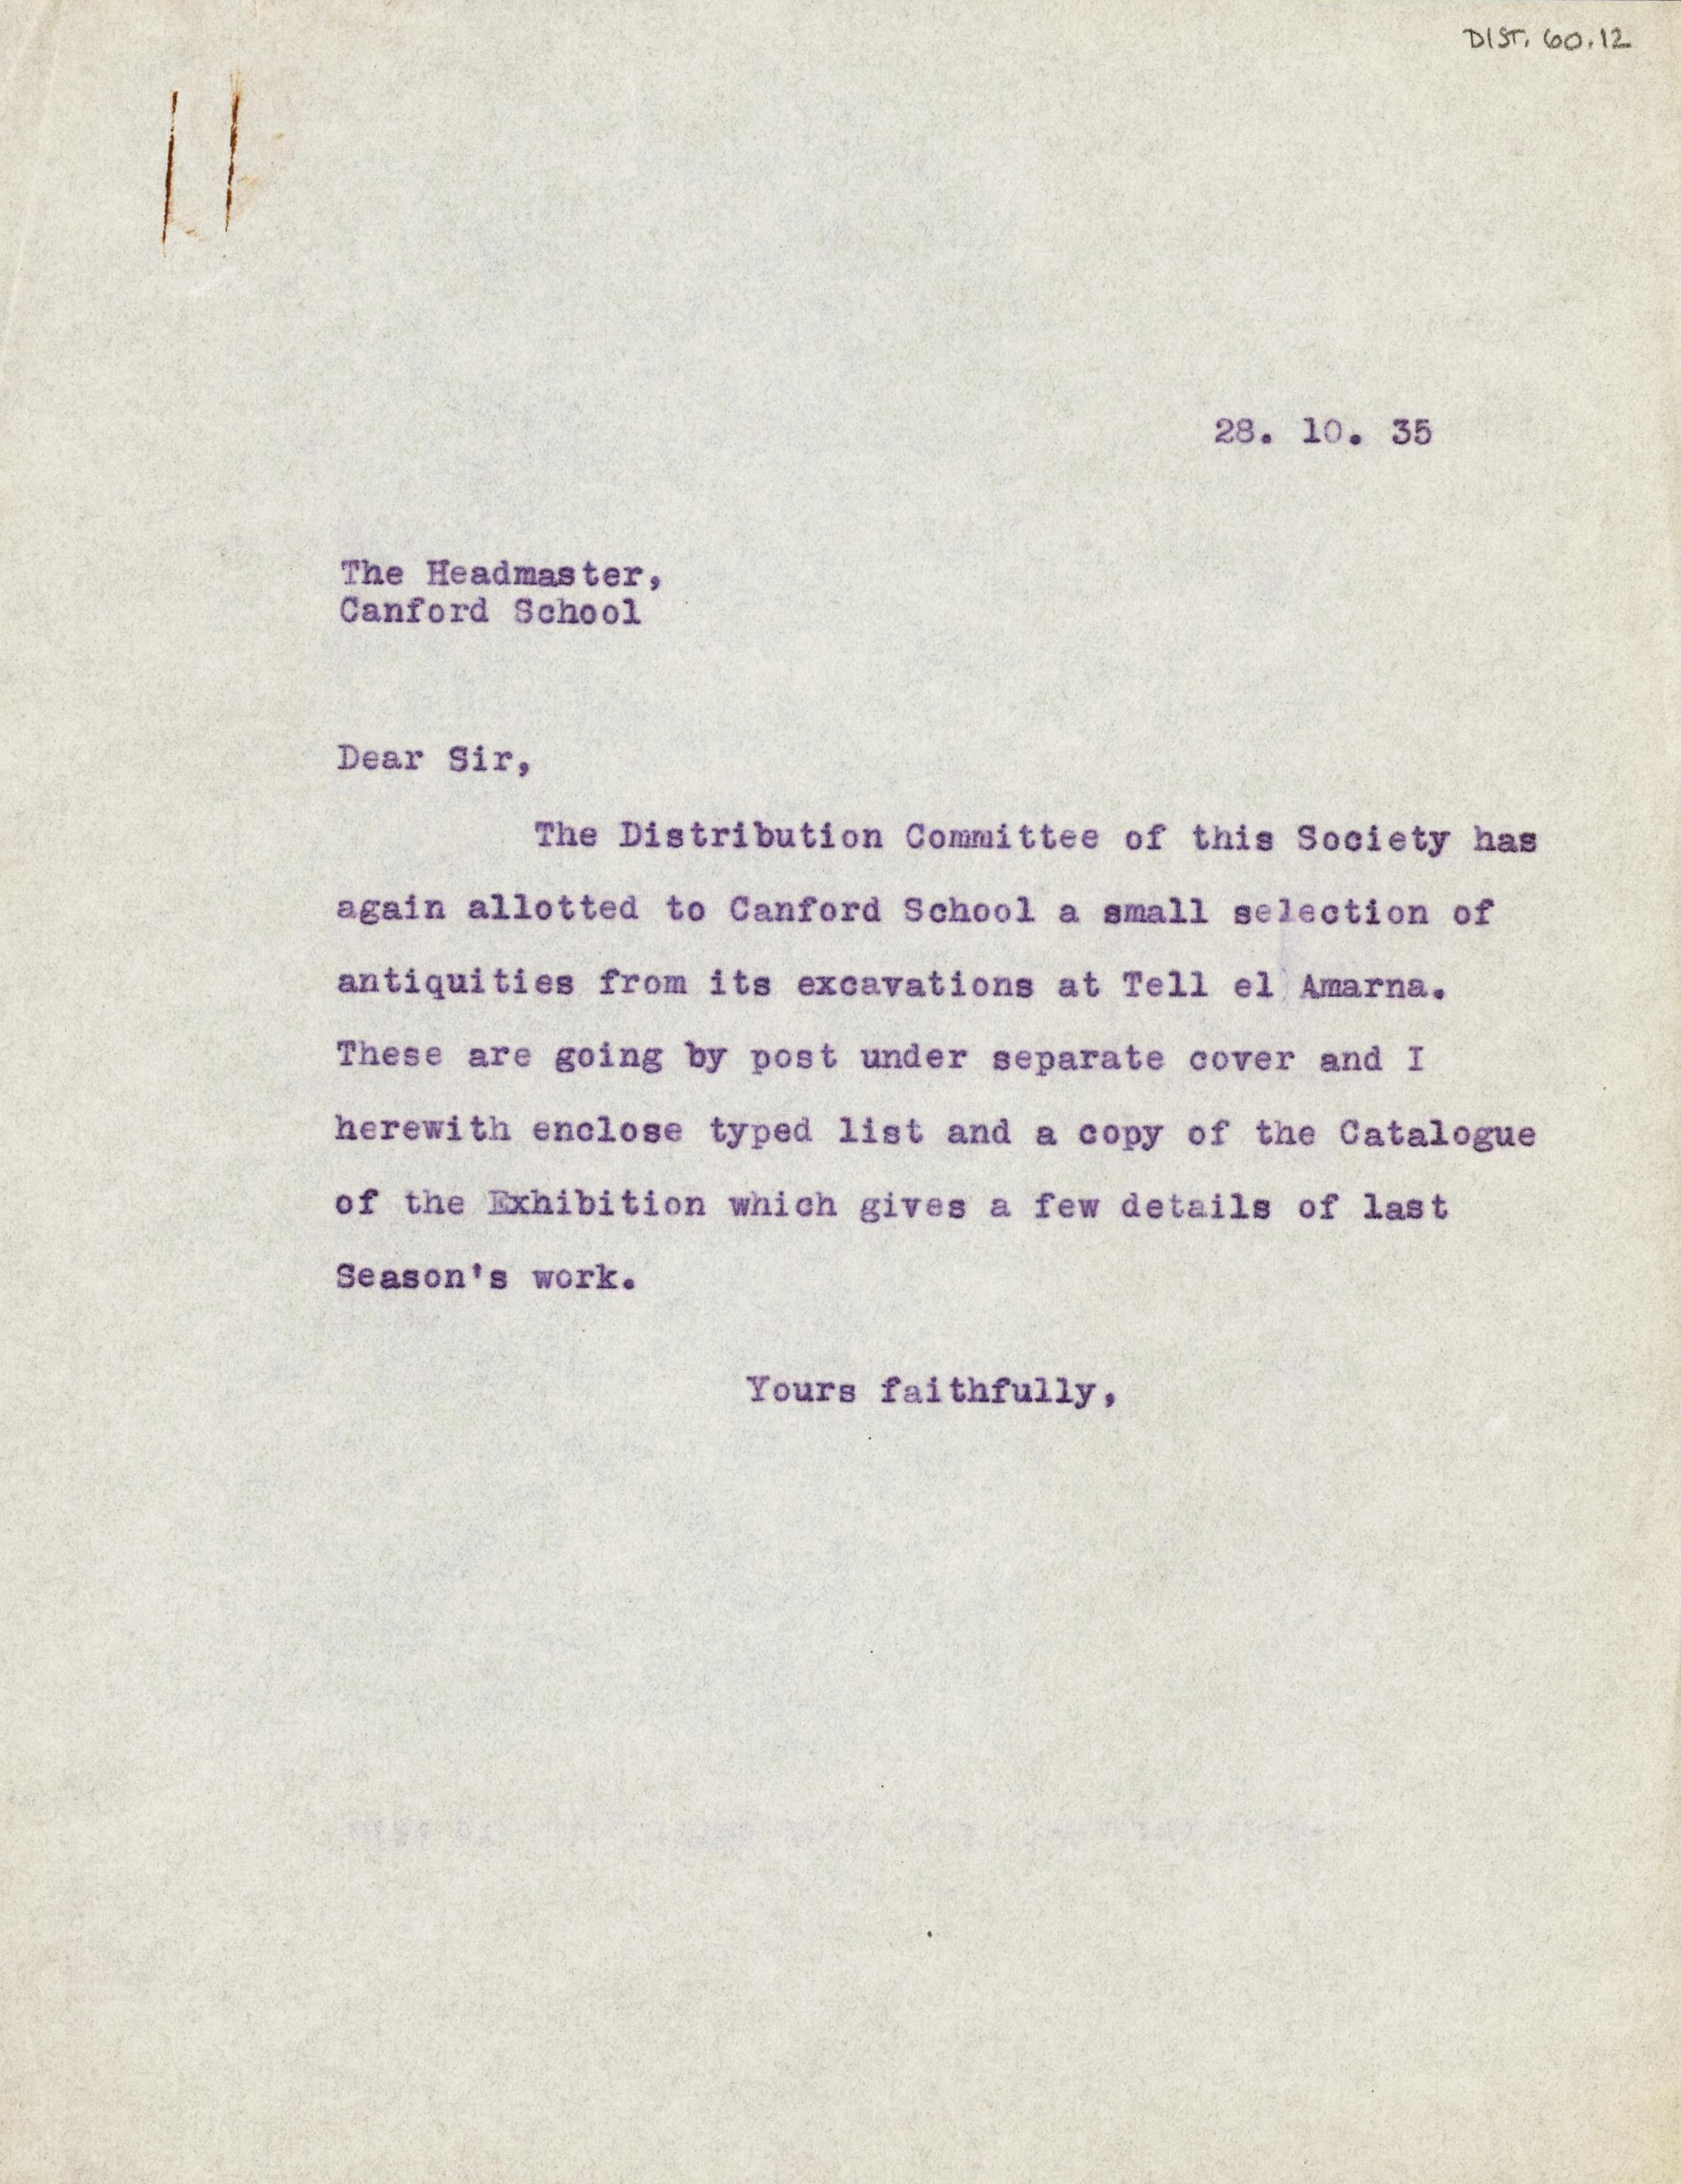 DIST. 60.12
28. 10. 35
The Headmaster,
Canford School
Dear Sir,
The Distribution Committee of this Society has
again allotted to Canford School a small selection of
antiquities from its excavations at Tell el Amarna.
These are going by post under separate cover and I
herewith enclose typed list and a copy of the Catalogue
of the Exhibition which gives a few details of last
Season's work.
Yours faithfully,